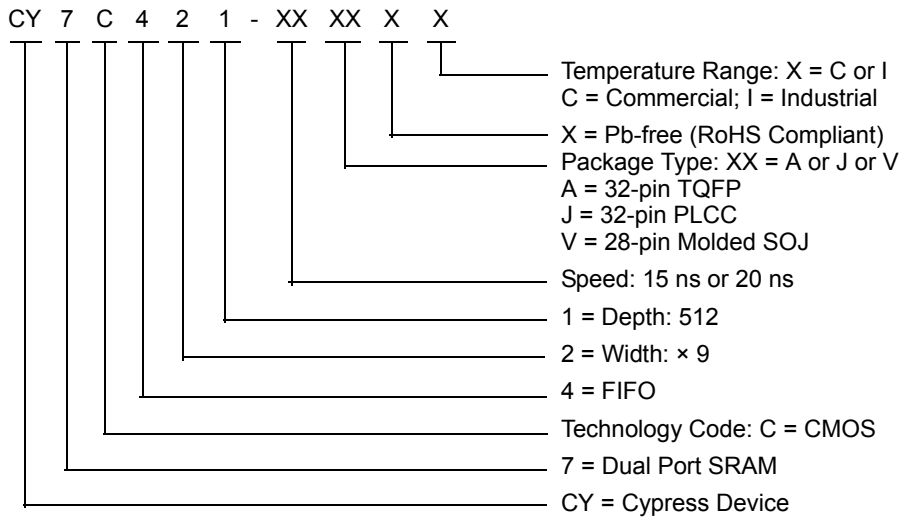 CY 7 C 4 2 1 - XX XX X X
Temperature Range: X = C or I
C = Commercial; I = Industrial
X = Pb-free (RoHS Compliant)
Package Type: XX = A or J or V
A = 32-pin TQFP
J = 32-pin PLCC
V = 28-pin Molded SOJ
Speed: 15 ns or 20 ns
1 = Depth: 512
2 = Width: × 9
4 = FIFO
Technology Code: C = CMOS
7 = Dual Port SRAM
CY = Cypress Device